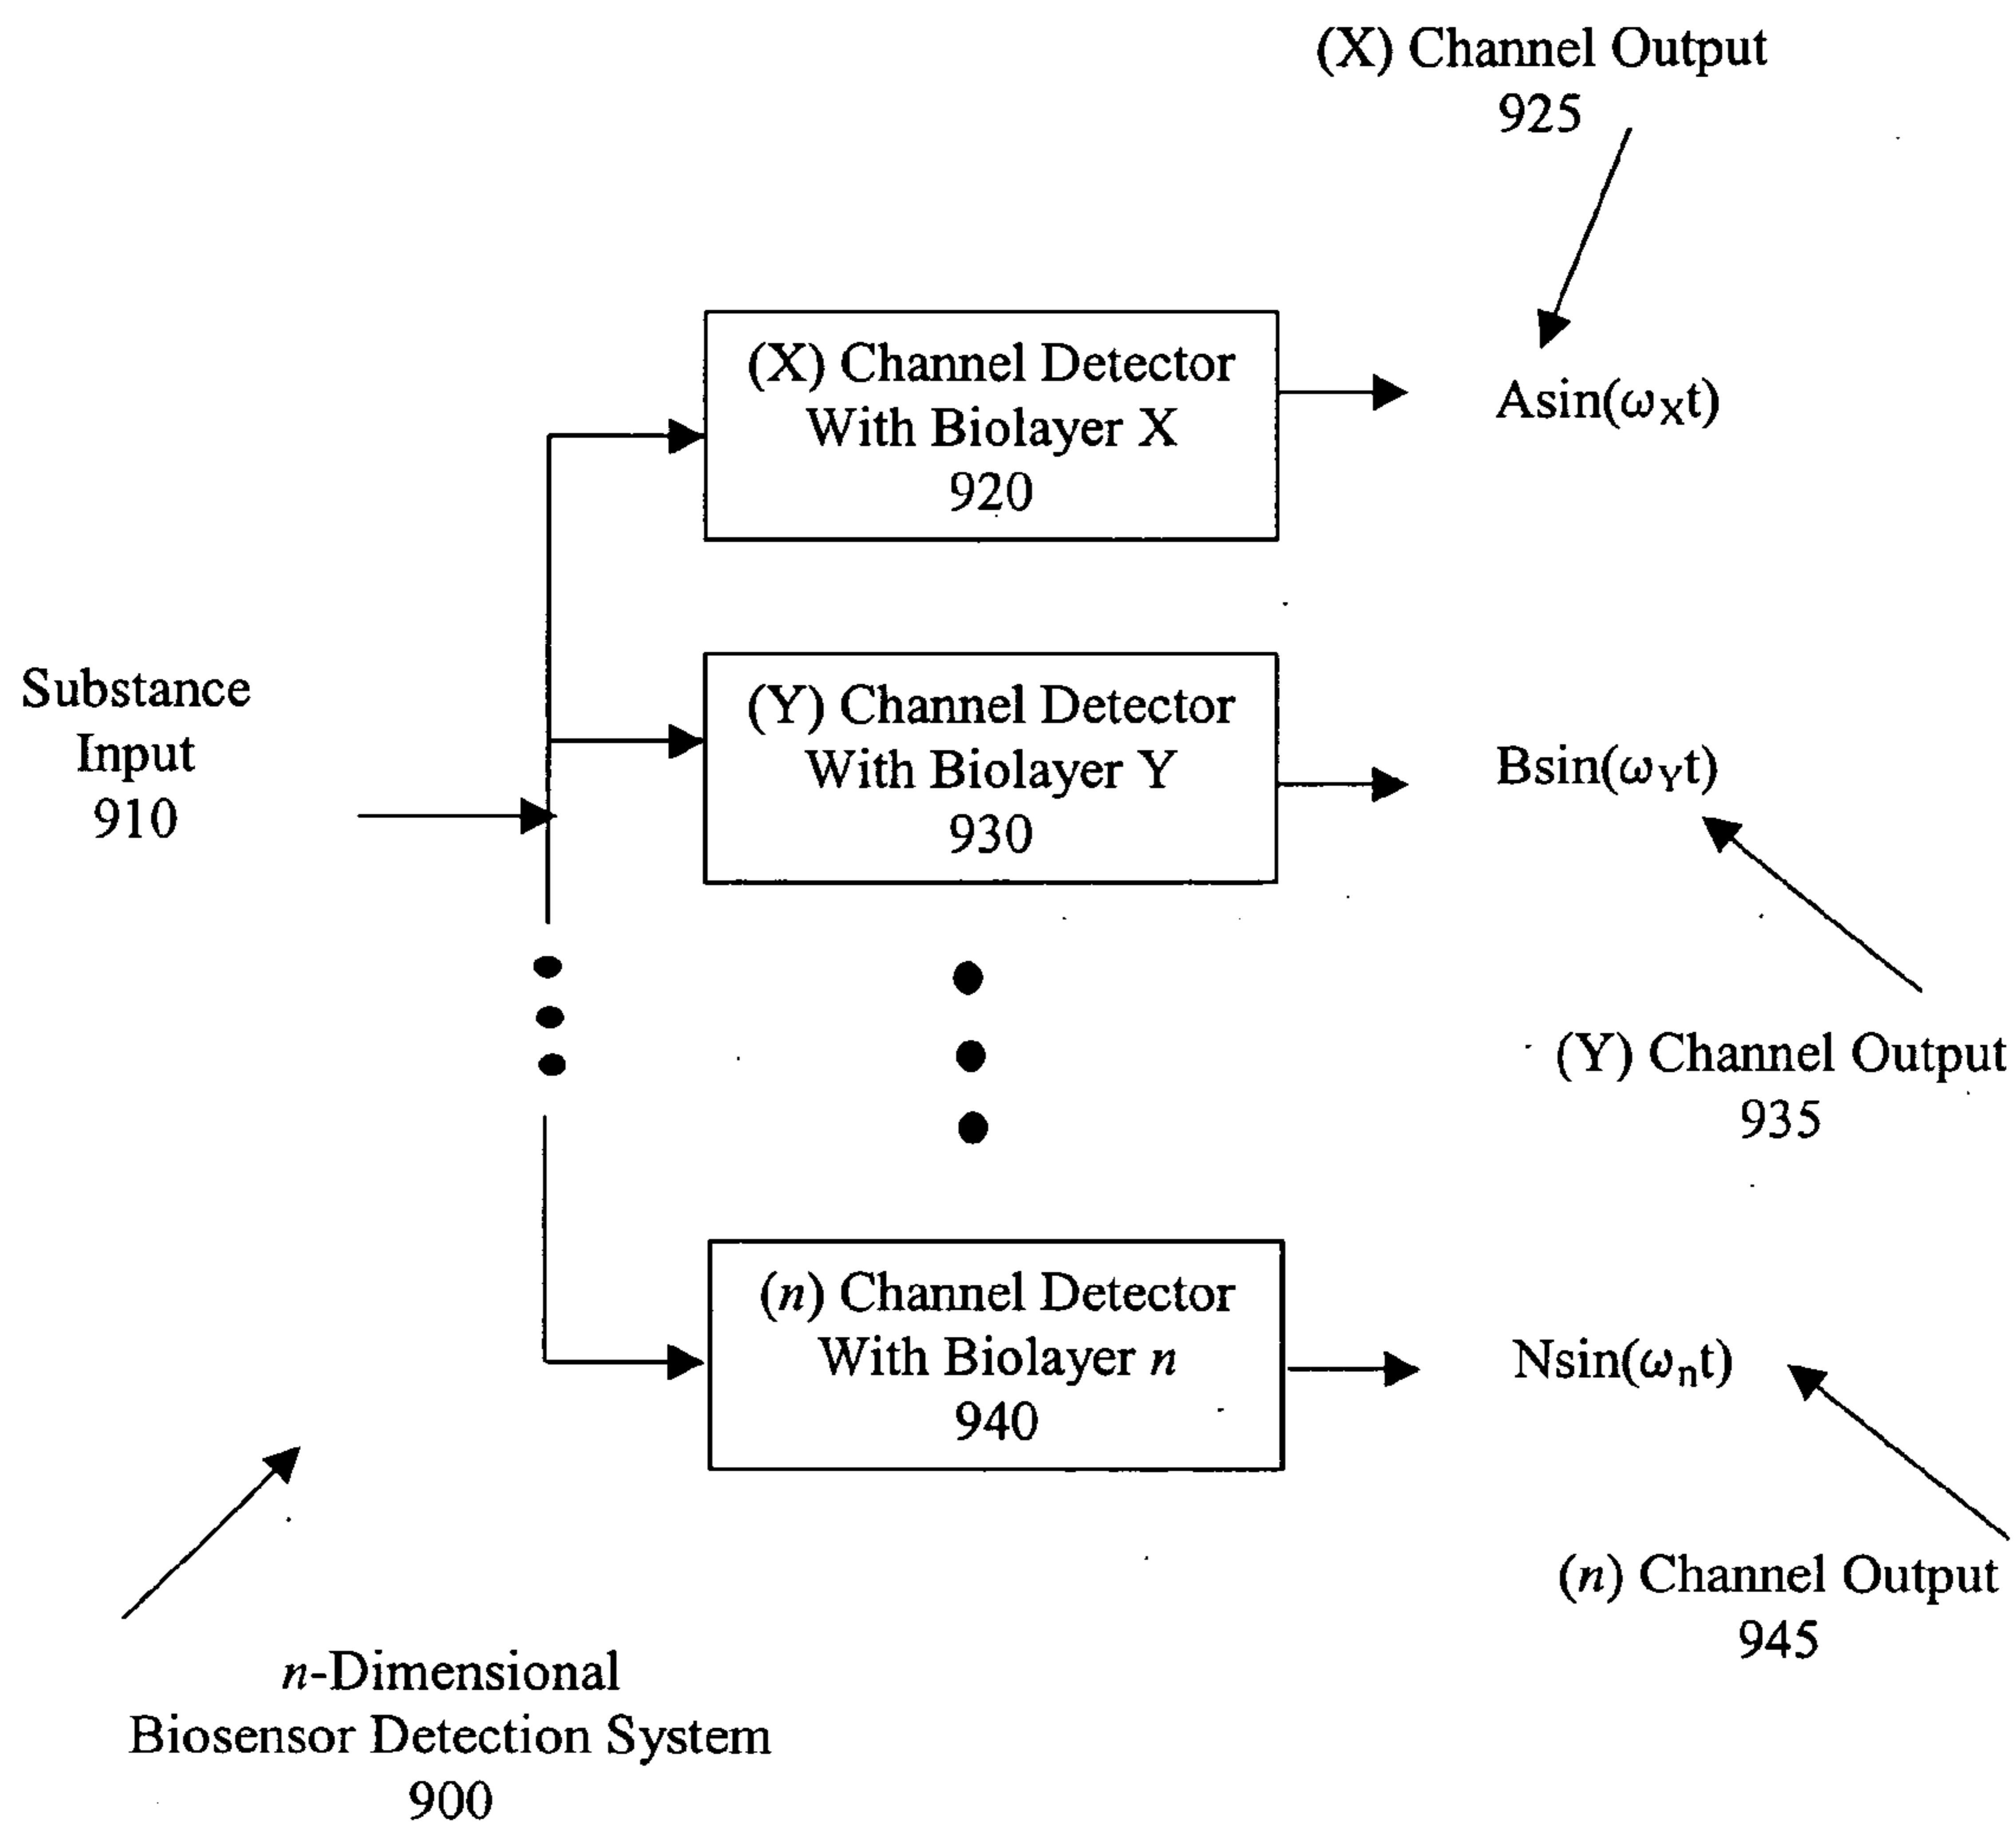 (X) Channel Output
925
(X) Channel Detector
With Biolayer X
920
Asin(ωXt)
Substance
Input
910
(Y) Channel Detector
With Biolayer Y
930
Bsin(ωYt)
(Y) Channel Output
935
(n) Channel Detector
With Biolayer n
940
Nsin(ωnt)
(n) Channel Output
945
n-Dimensional
Biosensor Detection System
900